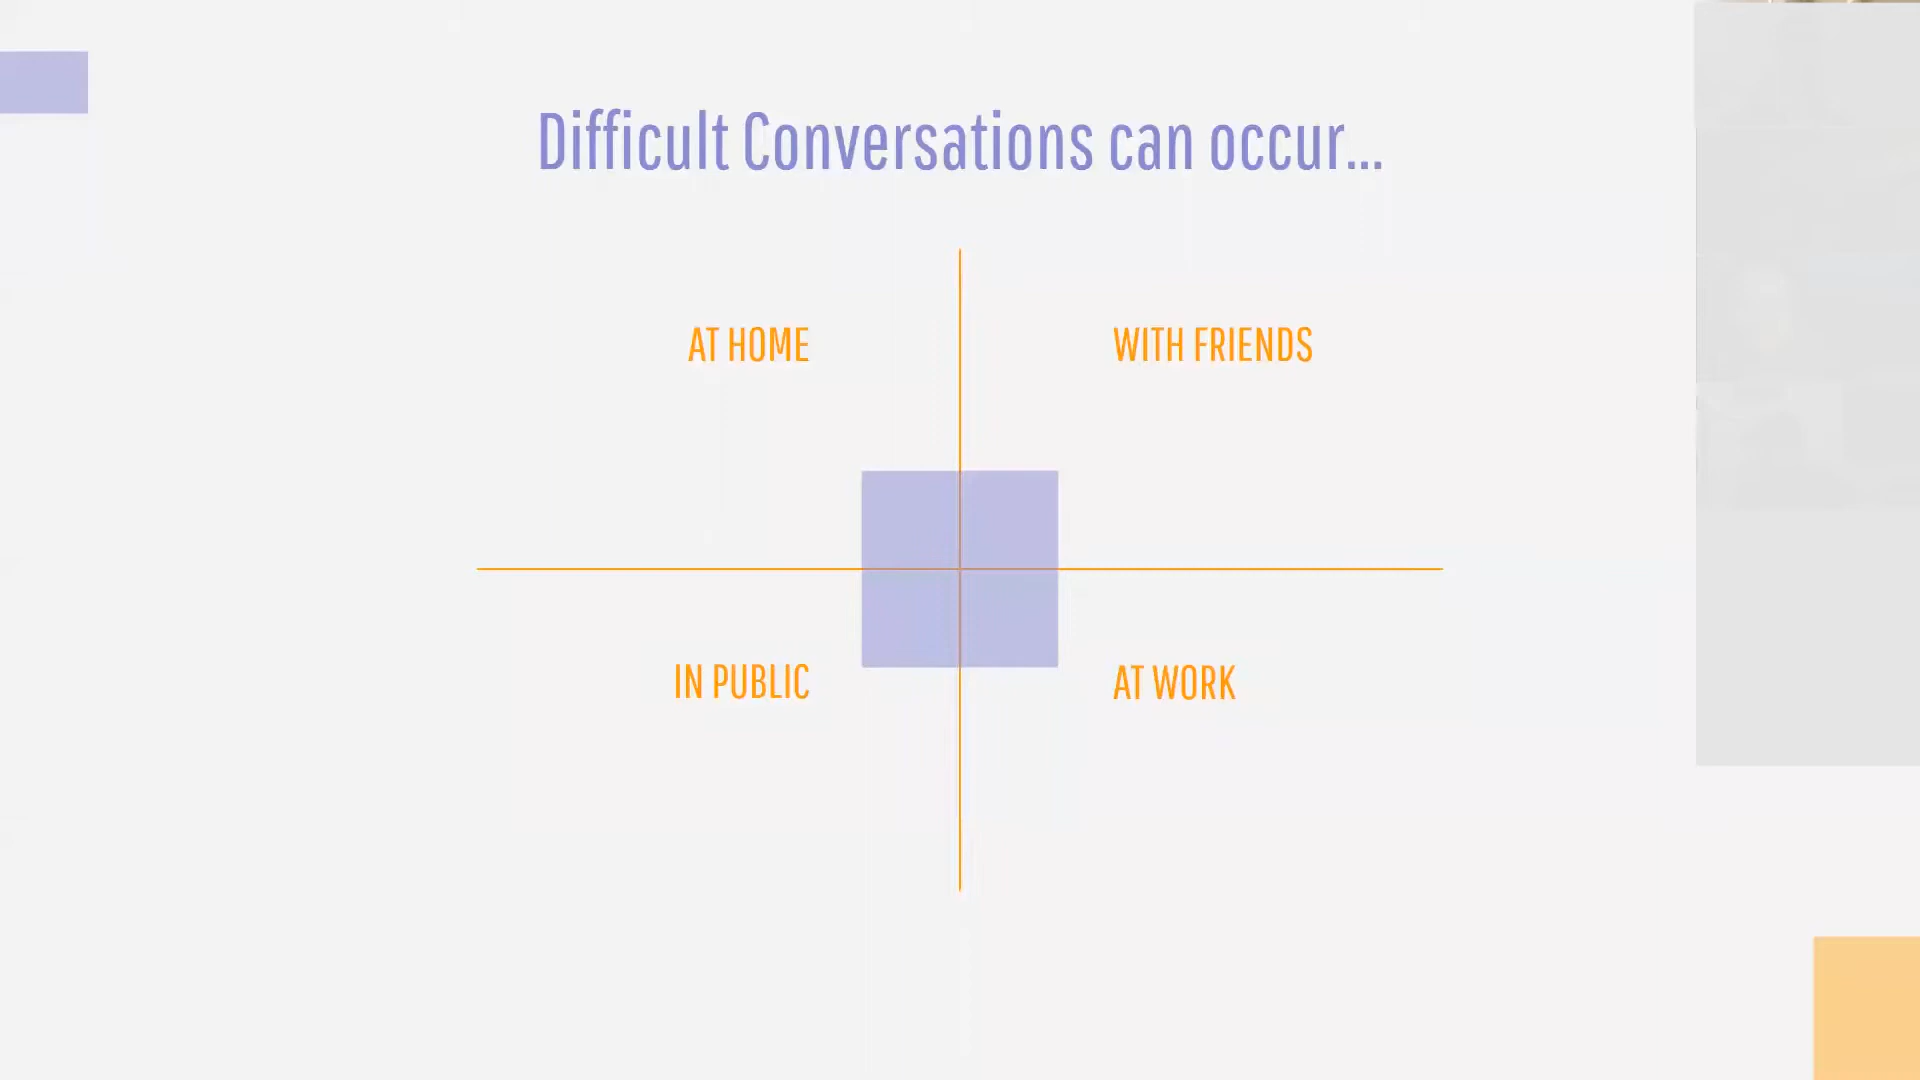 Difficult Conversations can occur...
AT HOME
WITH FRIENDS
IN PUBLIC
AT WORK